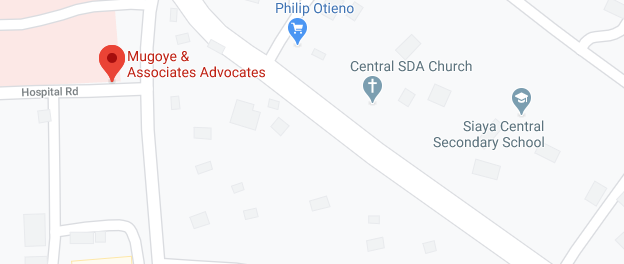 Philip Otieno
Mugoye &
Associates Advocates
Central SDA Church
Hospital Rd
Siaya Central
Secondary School